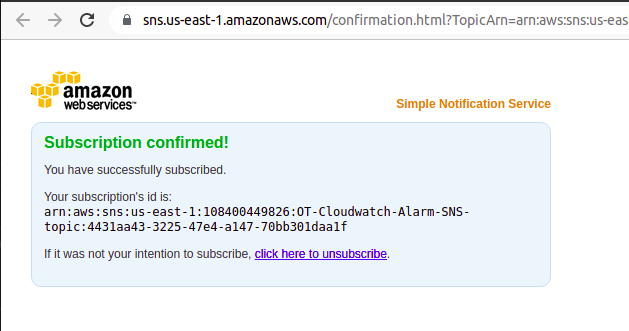 sns.us-east-1.amazonaws.com/confirmation.html?TopicArn=arn:aws:sns:us-eas
amazon
webservices™
Simple Notification Service
Subscription confirmed!
You have successfully subscribed.
Your subscription's id is:
arn:aws:sns:us-east-1:108400449826:OT-Cloudwatch-Alarm-SNS-
topic:4431aa43-3225-47e4-a147-70bb301daa1f
If it was not your intention to subscribe, click here to unsubscribe.